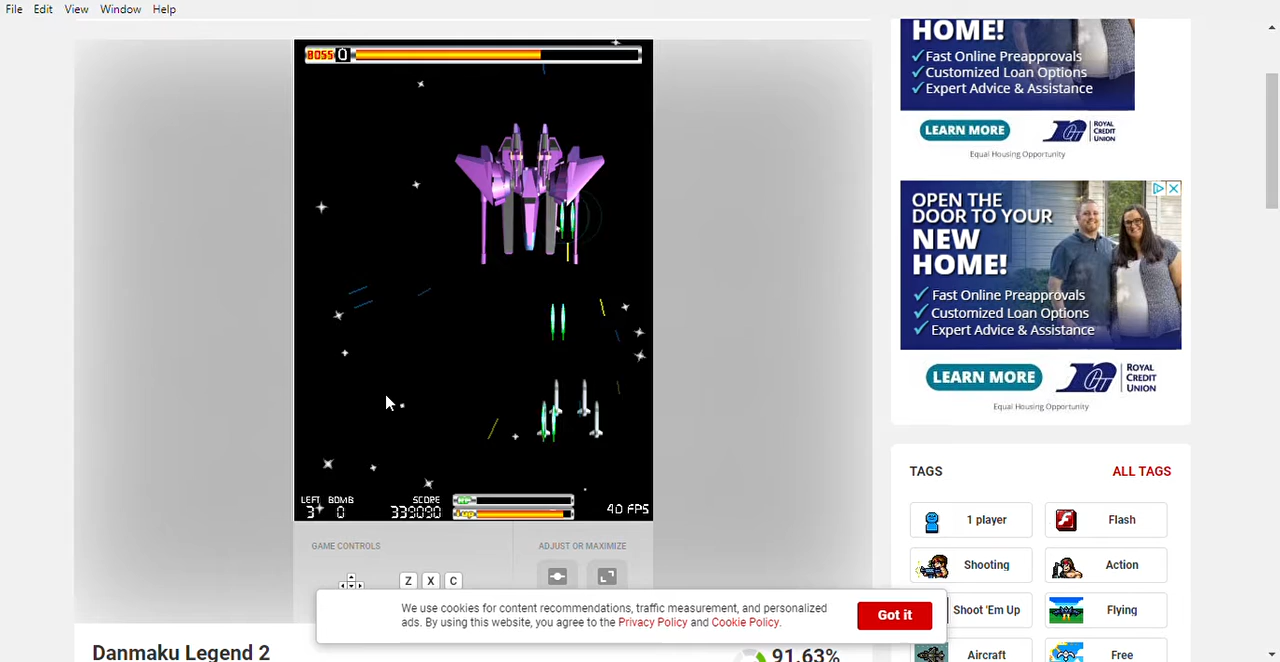 File Edit View Window Help
BOSS 0
LEFT BOMB SCORE
3 0 339090 40 FPS
GAME CONTROLS
ADJUST OR MAXIMIZE
Z X C
We use cookies for content recommendations, traffic measurement, and personalized
ads. By using this website, you agree to the Privacy Policy and Cookie Policy.
Got it
Danmaku Legend 2
91.63%
HOME!
✓Fast Online Preapprovals
✓Customized Loan Options
✓Expert Advice & Assistance
LEARN MORE
ROYAL
CREDIT
UNION
Equal Housing Opportunity
OPEN THE
DOOR TO YOUR
NEW
HOME!
✓Fast Online Preapprovals
✓Customized Loan Options
✓Expert Advice & Assistance
LEARN MORE
ROYAL
CREDIT
UNION
Equal Housing Opportunity
TAGS
ALL TAGS
1 player
Flash
Shooting
Action
Shoot 'Em Up
Flying
Aircraft
Free